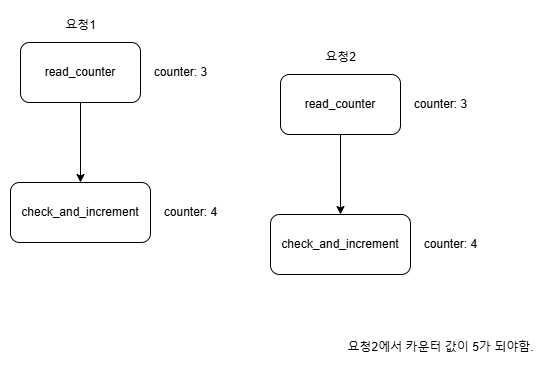 요청1
read_counter
counter: 3
check_and_increment
counter: 4
요청2
read_counter
counter: 3
check_and_increment
counter: 4
요청2에서 카운터 값이 5가 되야함.